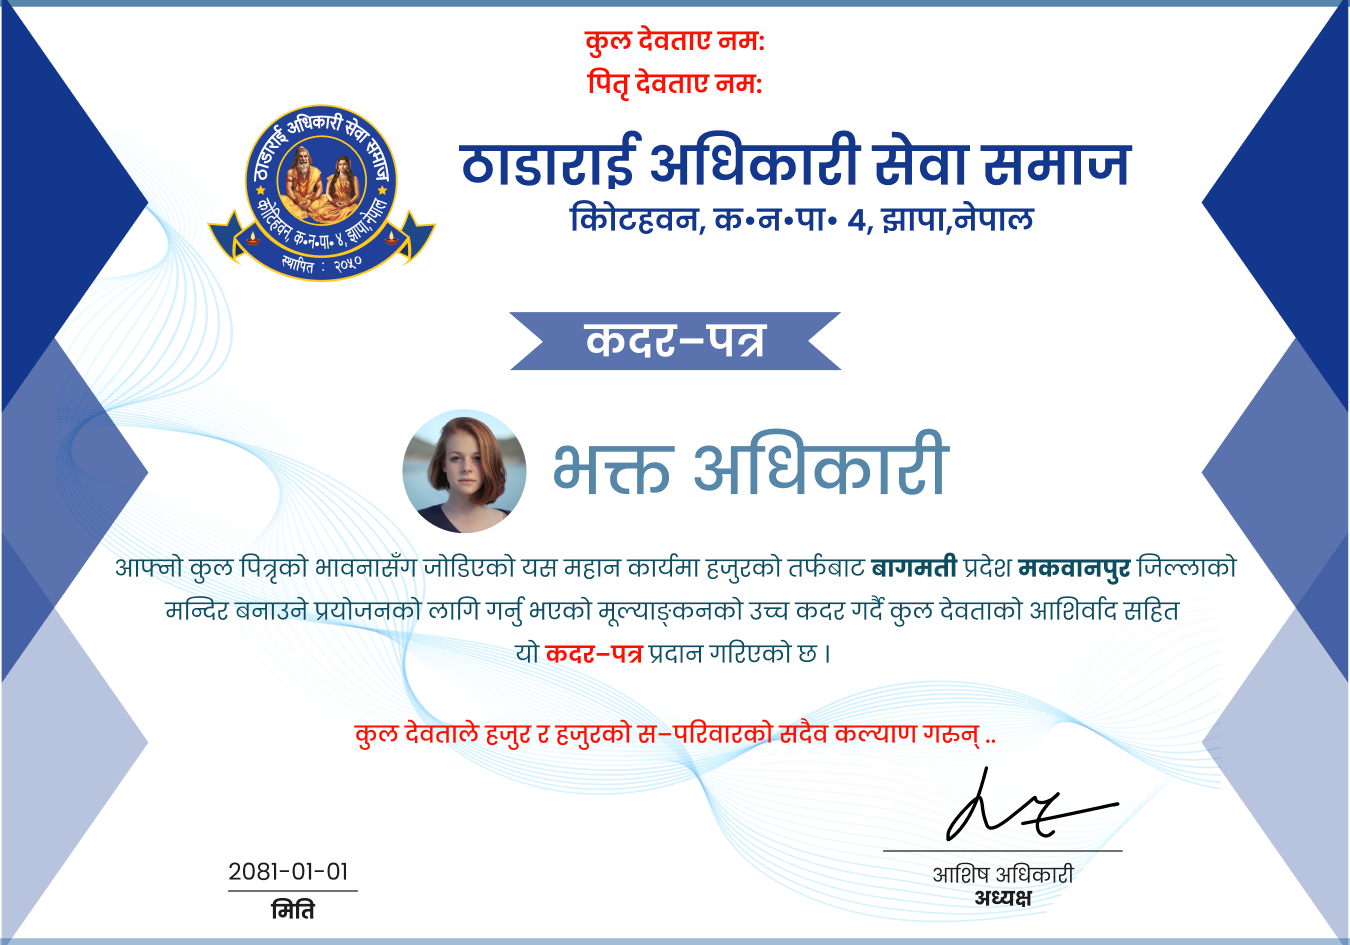 कुल देवताए नम:
पितृ देवताए नम:
ठाडाराई अधिकारी सेवा समाज
कोटिहवन, क•न•पा• ४, झापा,नेपाल
स्थापित : २०५०
ठाडाराई अधिकारी सेवा समाज
किोटहवन, क•न•पा• 4, झापा,नेपाल
कदर–पत्र
भक्त अधिकारी
आफ्नो कुल पित्रृको भावनासँग जोडिएको यस महान कार्यमा हजुरको तर्फबाट बागमती प्रदेश मकवानपुर जिल्लाको
मन्दिर बनाउने प्रयोजनको लागि गर्नु भएको मूल्याङ्कनको उच्च कदर गर्दै कुल देवताको आशिर्वाद सहित
यो कदर–पत्र प्रदान गरिएको छ ।
कुल देवताले हजुर र हजुरको स–परिवारको सदैव कल्याण गरुन् ..
2081-01-01
मिति
आशिष अधिकारी
अध्यक्ष